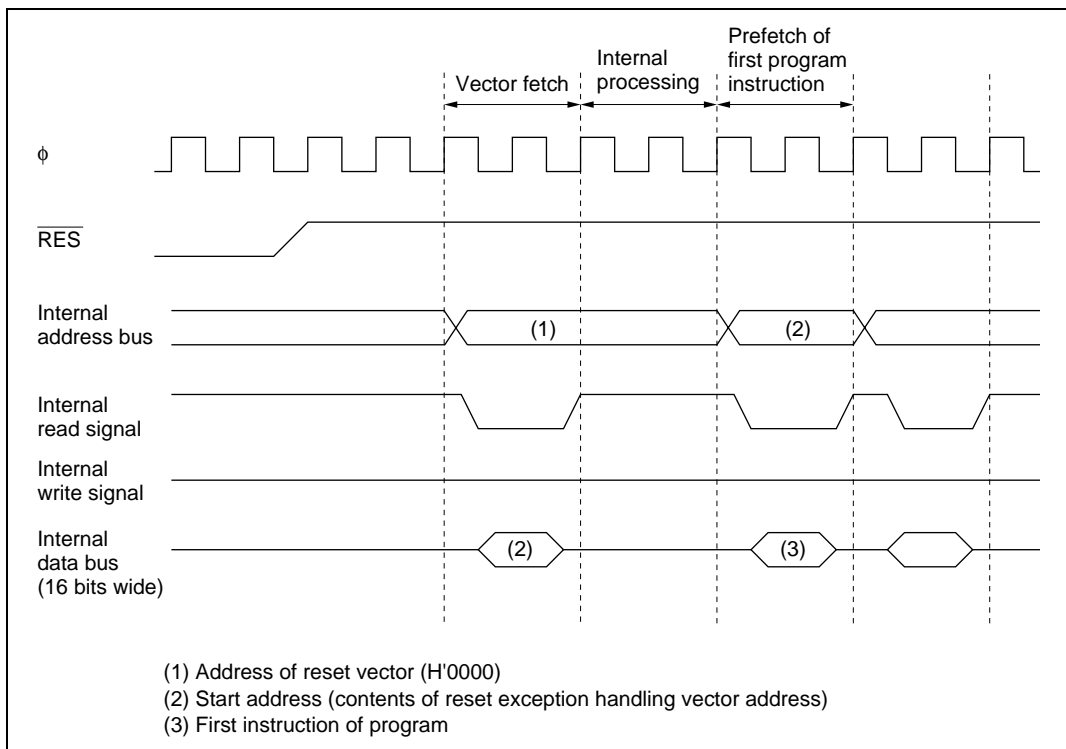 Prefetch of
first program
instruction
Internal
processing
Vector fetch
ϕ
RES
Internal
address bus
(1)
(2)
Internal
read signal
Internal
write signal
Internal
data bus
(16 bits wide)
(2)
(3)
(1) Address of reset vector (H'0000)
(2) Start address (contents of reset exception handling vector address)
(3) First instruction of program